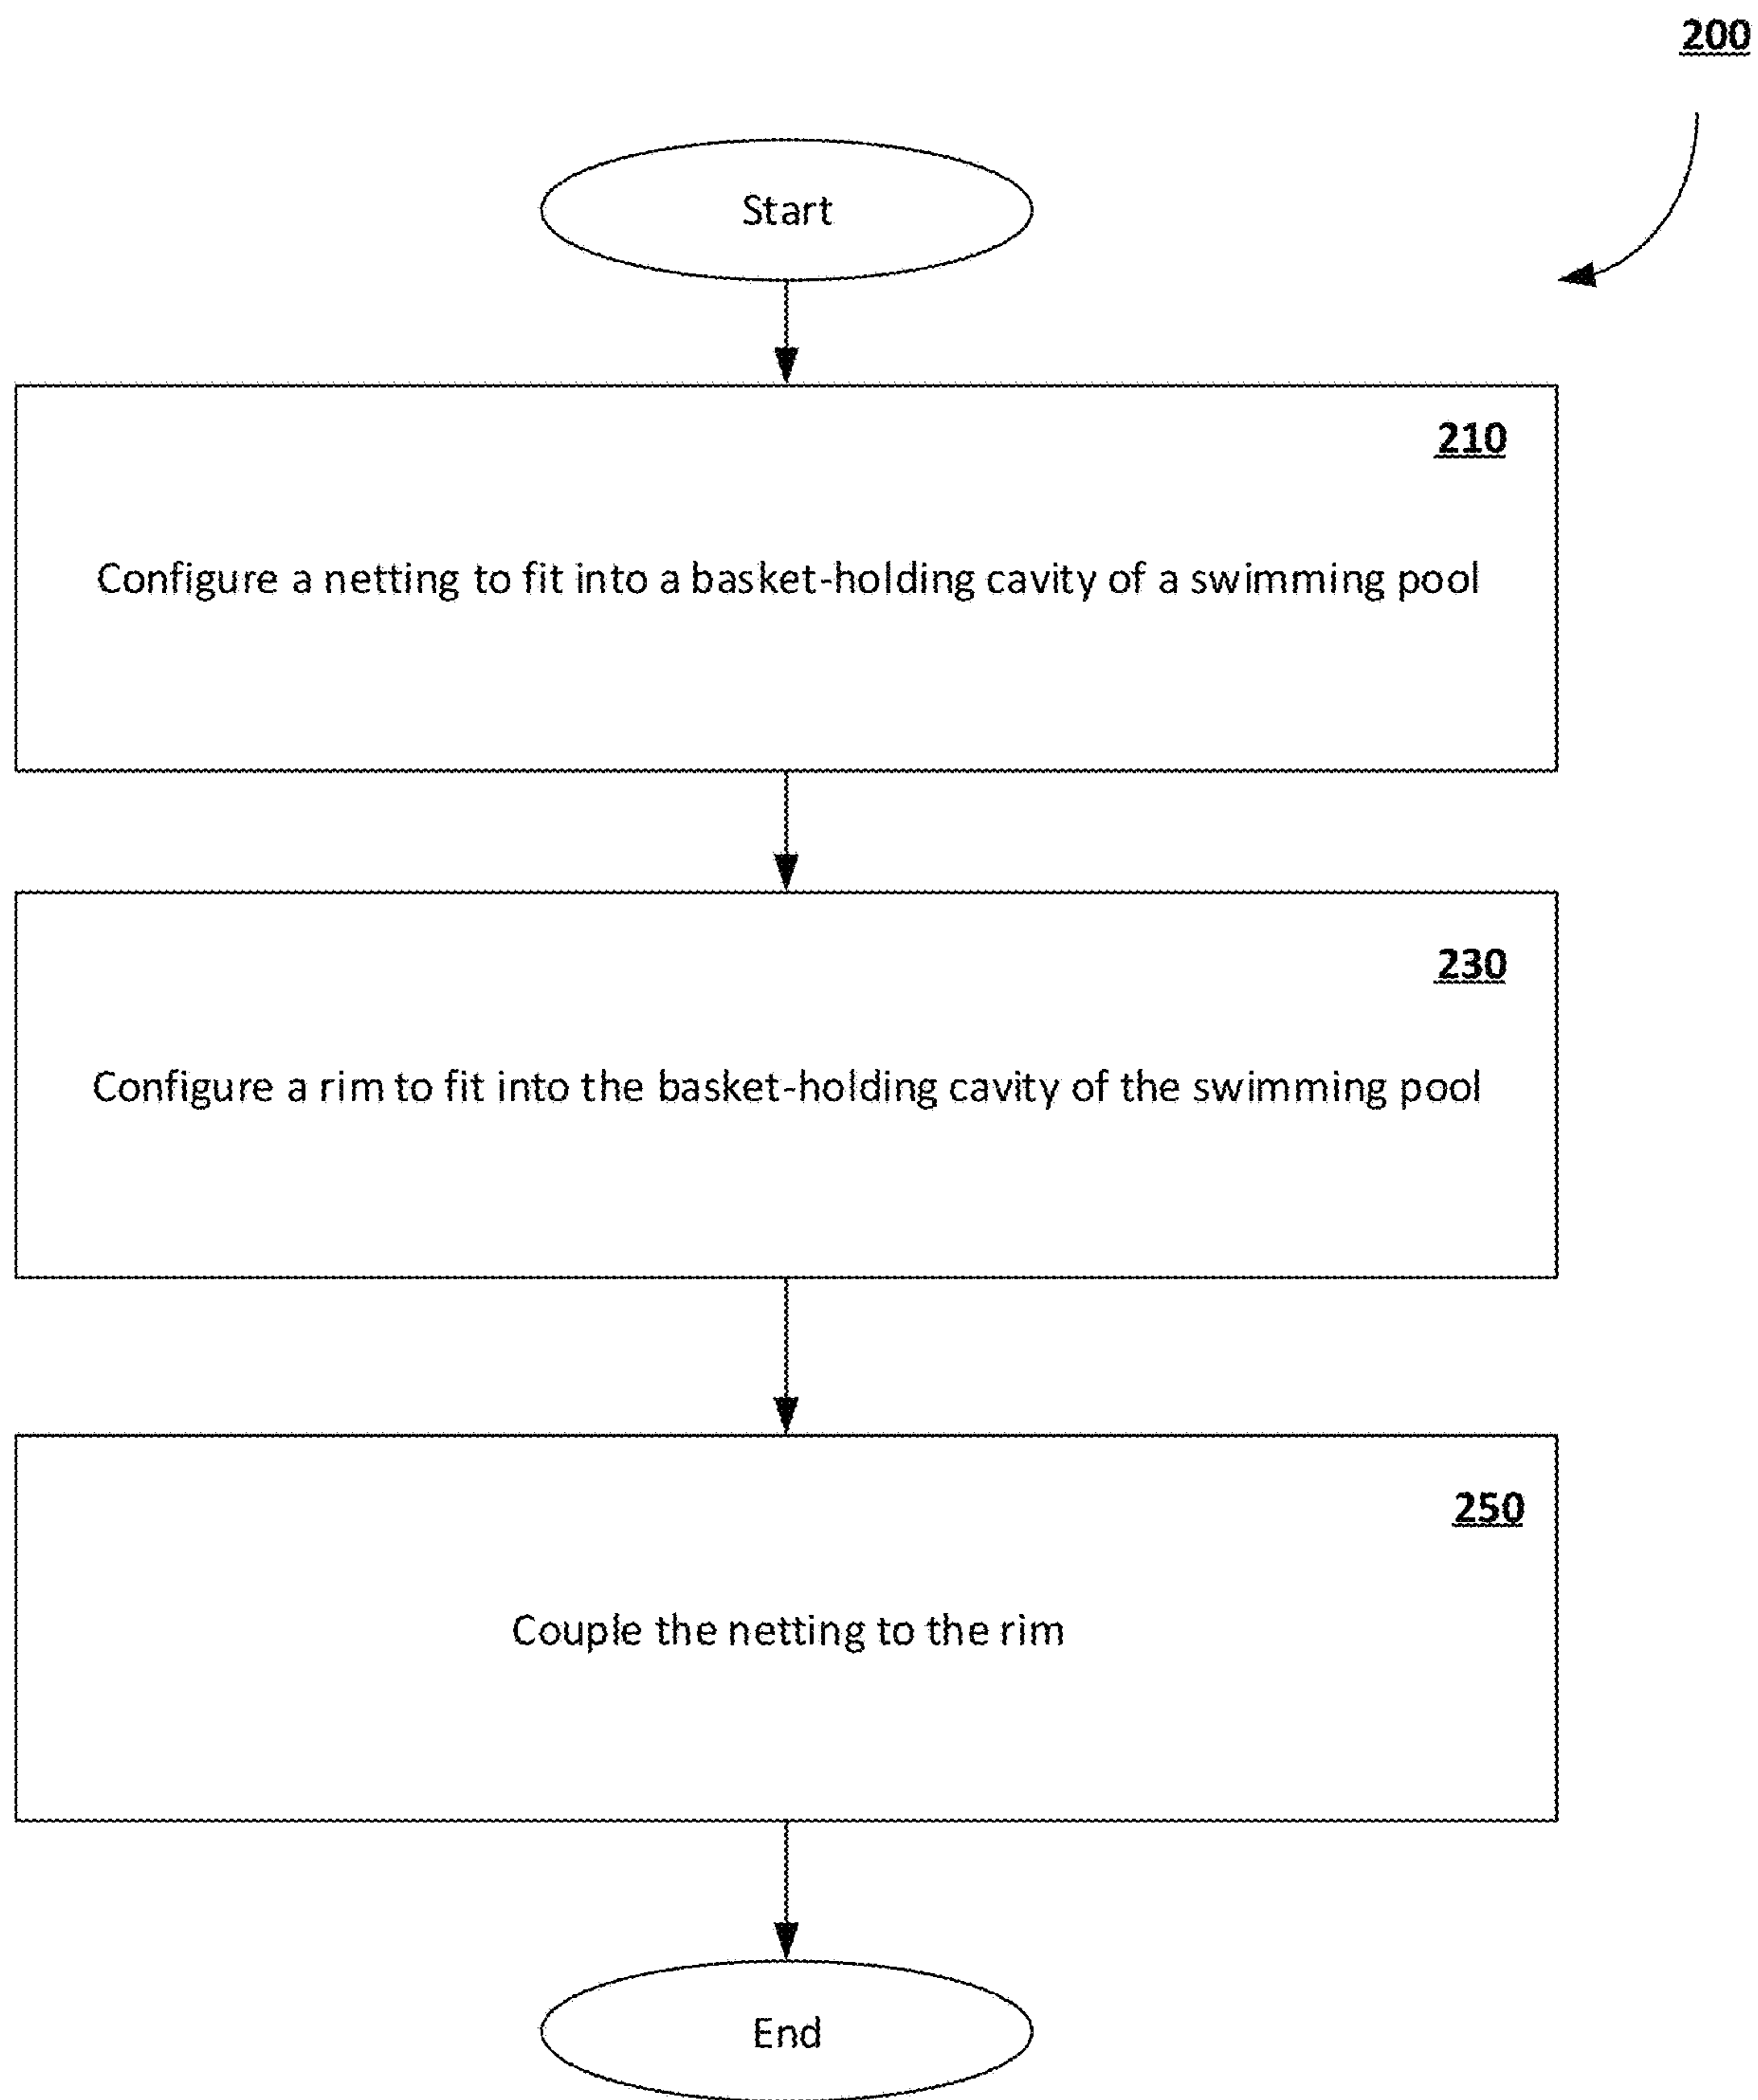 200
Start
210
Configure a netting to fit into a basket-holding cavity of a swimming pool
230
Configure a rim to fit into the basket-holding cavity of the swimming pool
250
Couple the netting to the rim
End